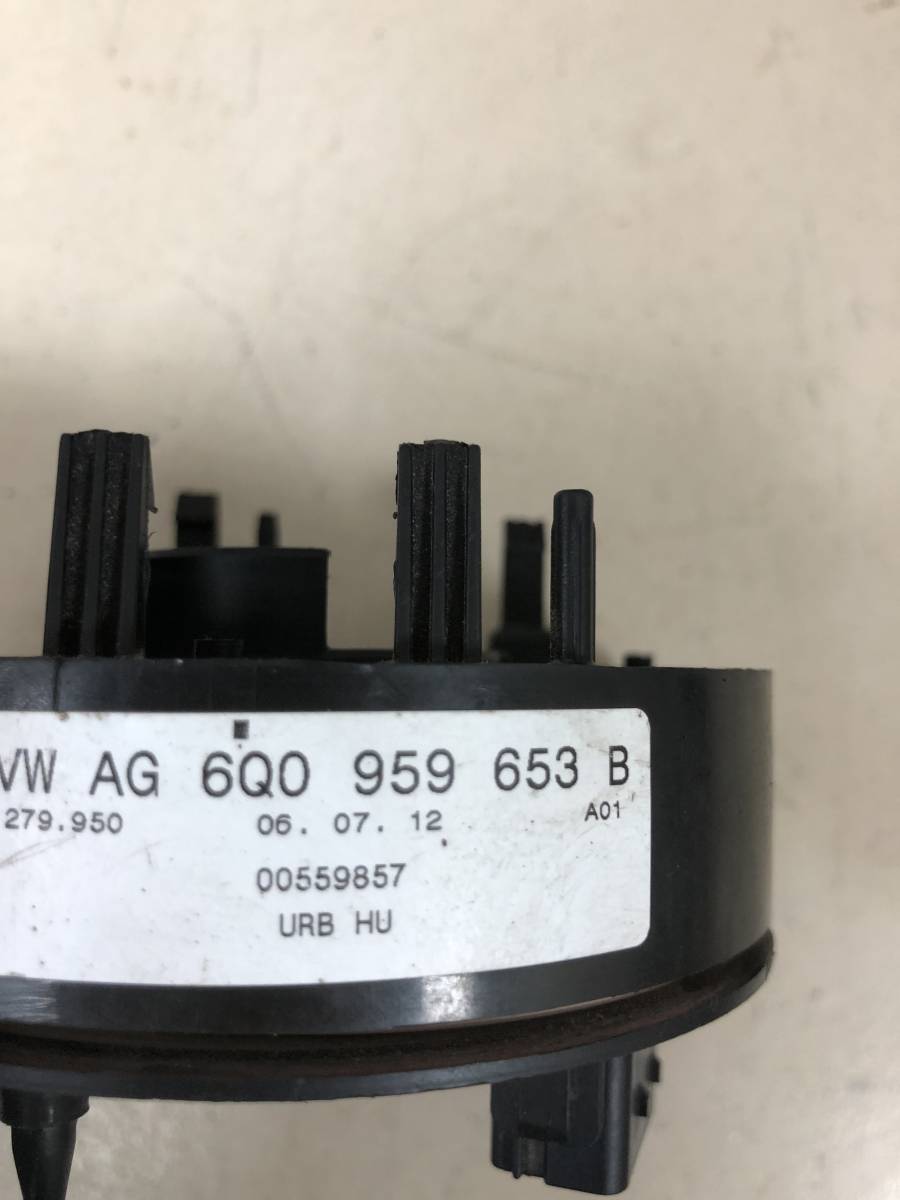 VW AG 6Q0 959 653 B
279.950 06. 07. 12 A01
00559857
URB HU